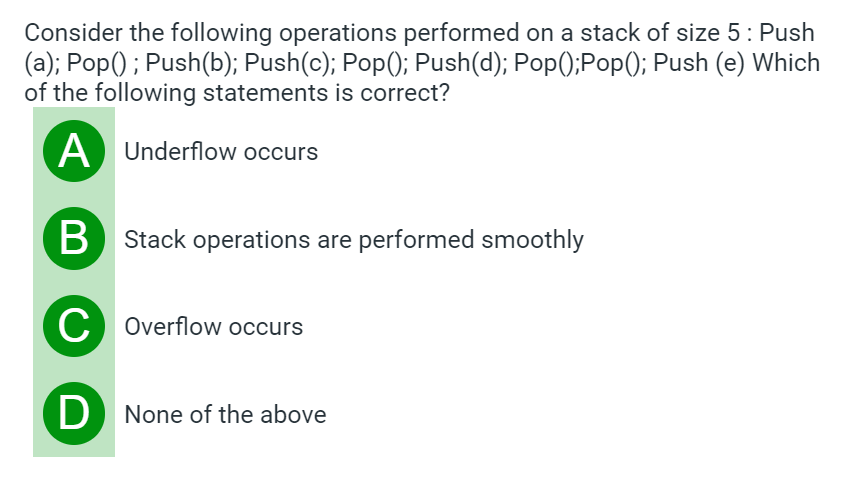 Consider the following operations performed on a stack of size 5 : Push
(a); Pop() ; Push(b); Push(c); Pop(); Push(d); Pop();Pop(); Push (e) Which
of the following statements is correct?
A Underflow occurs
B Stack operations are performed smoothly
C Overflow occurs
D None of the above